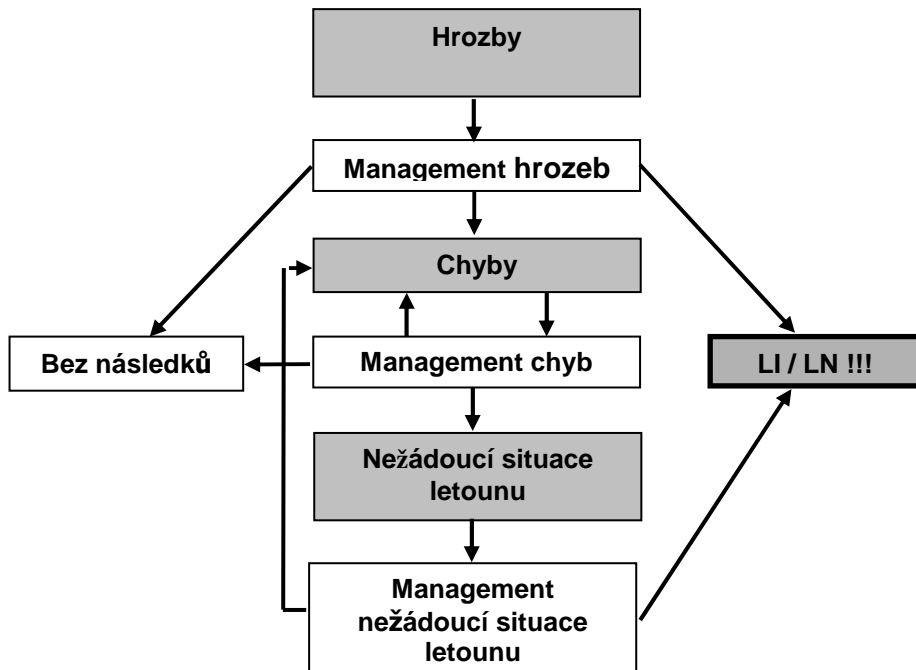 Hrozby
Management hrozeb
Chyby
Bez následků
Management chyb
LI / LN !!!
Nežádoucí situace
letounu
Management
nežádoucí situace
letounu